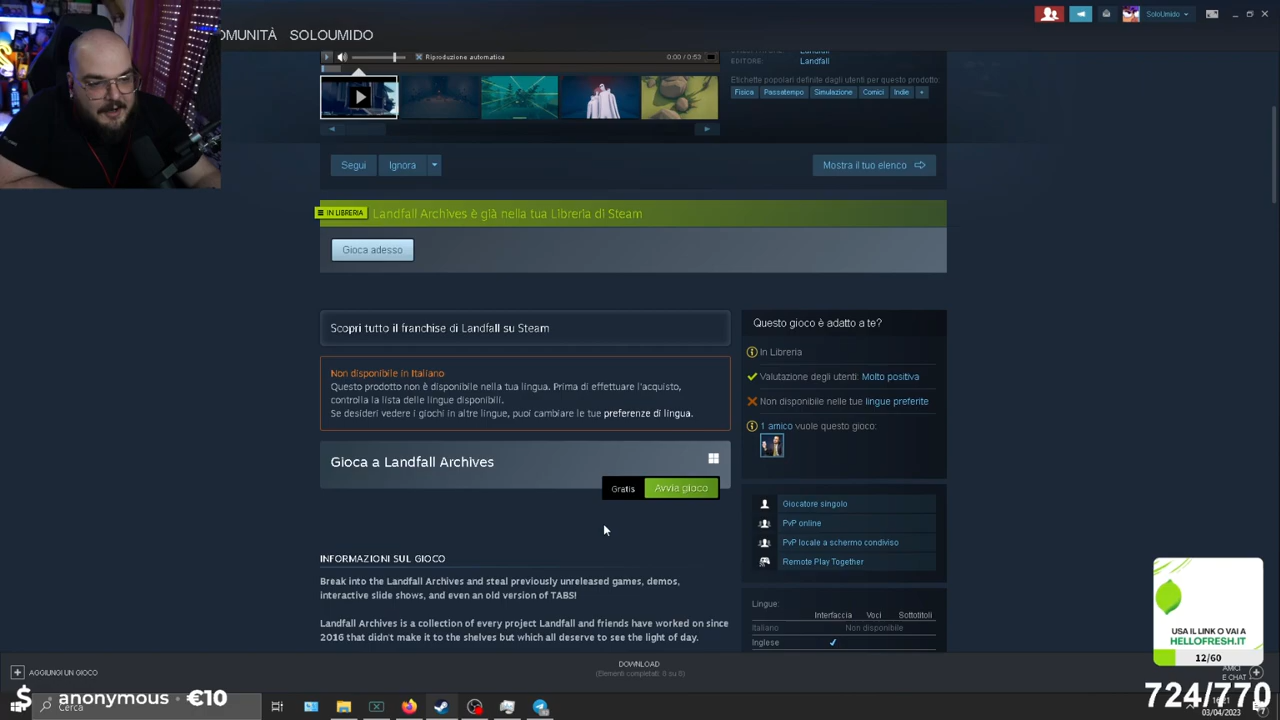 OMUNITÀ SOLOUMIDO
SoloUmido
Riproduzione automatica
0:00 / 0:53
Landfall
EDITORE: Landfall
Etichette popolari definite dagli utenti per questo prodotto:
Fisica Passatempo Simulazione Comici Indie +
Segui Ignora
Mostra il tuo elenco
IN LIBRERIA Landfall Archives è già nella tua Libreria di Steam
Gioca adesso
Scopri tutto il franchise di Landfall su Steam
Non disponibile in Italiano
Questo prodotto non è disponibile nella tua lingua. Prima di effettuare l'acquisto,
controlla la lista delle lingue disponibili.
Se desideri vedere i giochi in altre lingue, puoi cambiare le tue preferenze di lingua.
Gioca a Landfall Archives
Gratis Avvia gioco
INFORMAZIONI SUL GIOCO
Break into the Landfall Archives and steal previously unreleased games, demos,
interactive slide shows, and even an old version of TABS!
Landfall Archives is a collection of every project Landfall and friends have worked on since
2016 that didn't make it to the shelves but which all deserve to see the light of day.
Questo gioco è adatto a te?
In Libreria
Valutazione degli utenti: Molto positiva
Non disponibile nelle tue lingue preferite
1 amico vuole questo gioco:
Giocatore singolo
PvP online
PvP locale a schermo condiviso
Remote Play Together
Lingue:
Interfaccia Voci Sottotitoli
Italiano Non disponibile
Inglese ✓
USA IL LINK O VAI A
HELLOFRESH.IT
12/60
AGGIUNGI UN GIOCO
DOWNLOAD
(Elementi completati: 0 su 0)
AMICI
E CHAT
$ anonymous €10
Cerca
724/770
03/04/2023